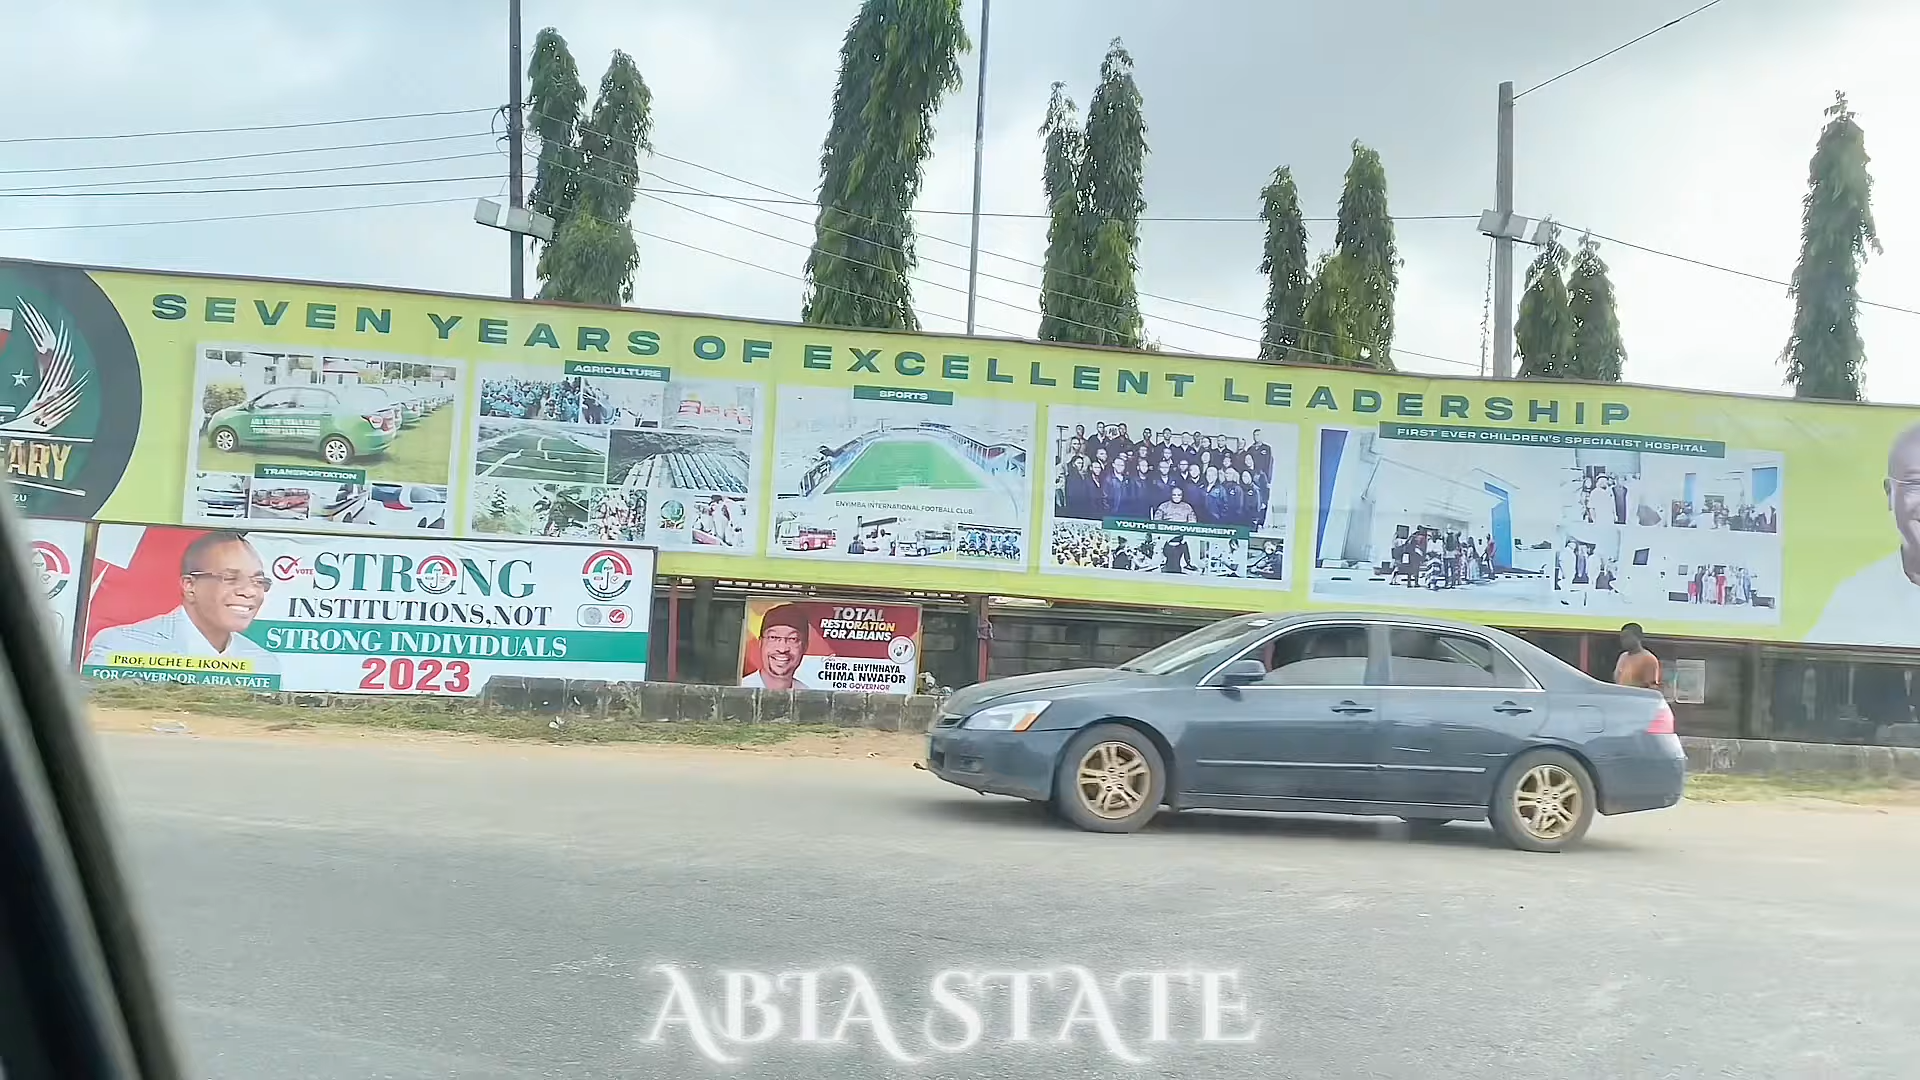 SEVEN YEARS OF EXCELLENT LEADERSHIP
TRANSPORTATION
AGRICULTURE
SPORTS
ENYIMBA INTERNATIONAL FOOTBALL CLUB.
YOUTHS EMPOWERMENT
FIRST EVER CHILDREN'S SPECIALIST HOSPITAL
ARY
ZU
VOTE
STRONG
INSTITUTIONS, NOT
STRONG INDIVIDUALS
2023
PROF. UCHE E. IKONNE
FOR GOVERNOR, ABIA STATE
TOTAL
RESTORATION
FOR ABIANS
ENGR. ENYINNAYA
CHIMA NWAFOR
FOR GOVERNOR
ABIA STATE